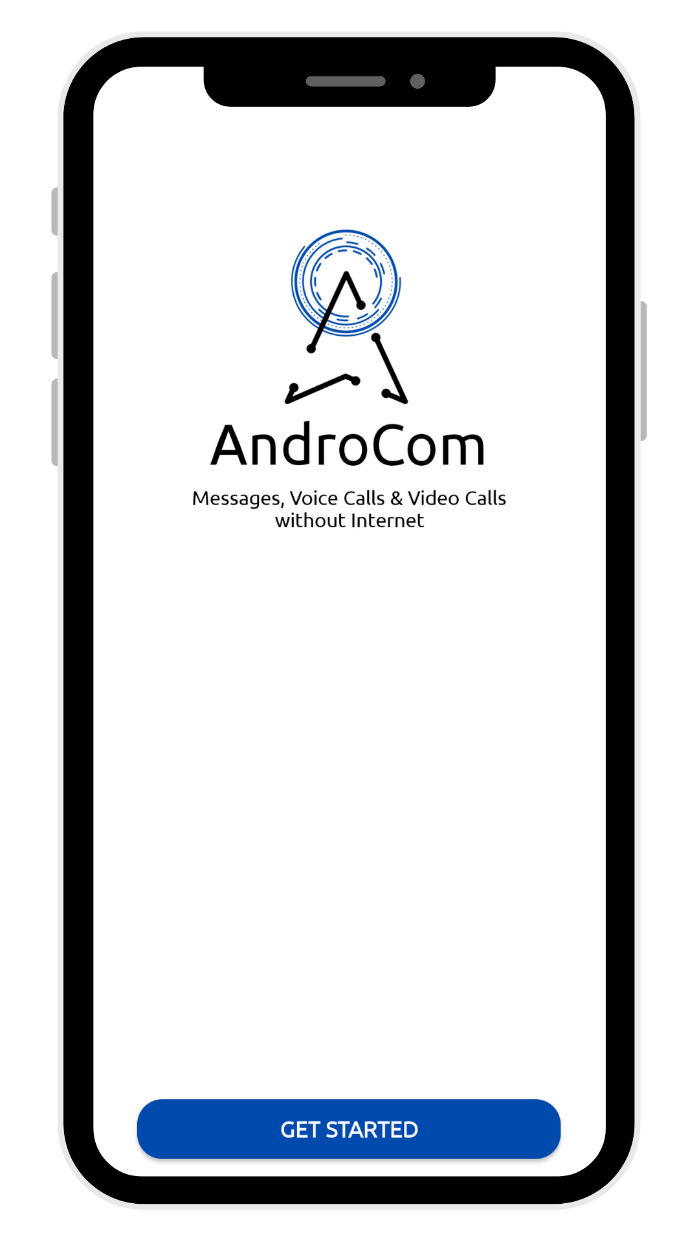 AndroCom
Messages, Voice Calls & Video Calls
without Internet
GET STARTED